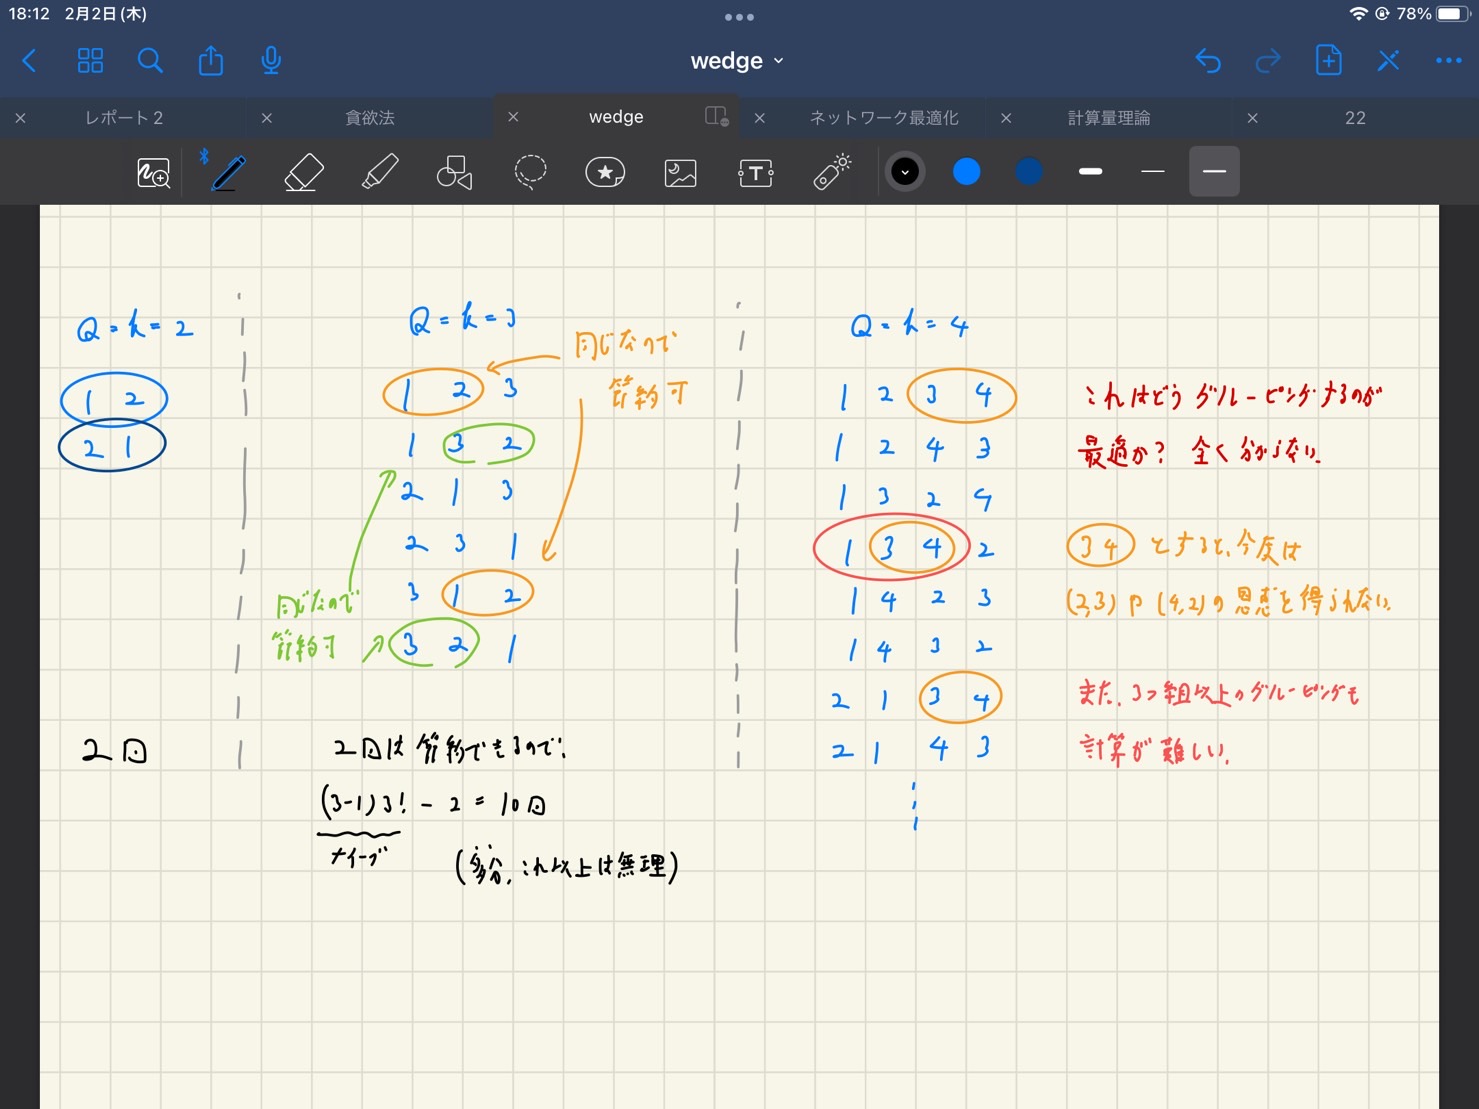 18:12 2月2日(木)
78%
wedge
レポート2
貪欲法
wedge
ネットワーク最適化
計算量理論
22
Q=k=2
1 2
2 1
2回
Q=k=3
同じなので
節約可
1 2 3
1 3 2
2 1 3
2 3 1
3 1 2
3 2 1
同じなので
節約可
2回は節約できるので、
(3-1)3! - 2 = 10回
ナイーブ
(多分、これ以上は無理)
Q=k=4
1 2 3 4
1 2 4 3
1 3 2 4
1 3 4 2
1 4 2 3
1 4 3 2
2 1 3 4
2 1 4 3
これはどうグルーピングするのが
最適か? 全く分からない.
3 4 とすると、今度は
(2,3)や(4,2)の恩恵を得られない.
また、3つ組以上のグルーピングも
計算が難しい.